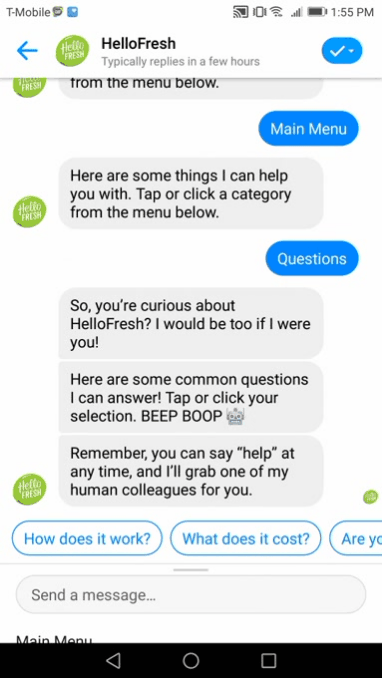 T-Mobile 1:55 PM
HelloFresh
Typically replies in a few hours
from the menu below.
Main Menu
Here are some things I can help
you with. Tap or click a category
from the menu below.
Hello
FRESH
Questions
So, you're curious about
HelloFresh? I would be too if I were
you!
Here are some common questions
I can answer! Tap or click your
selection. BEEP BOOP 🤖
Remember, you can say “help” at
any time, and I'll grab one of my
human colleagues for you.
Hello
FRESH
How does it work? What does it cost? Are yo
Send a message...
Main Menu